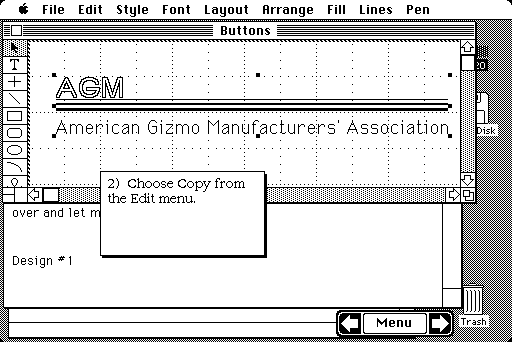 File Edit Style Font Layout Arrange Fill Lines Pen
Buttons
T
AGM
American Gizmo Manufacturers' Association
2) Choose Copy from
the Edit menu.
over and let m
Design #1
Disk
Menu
Trash